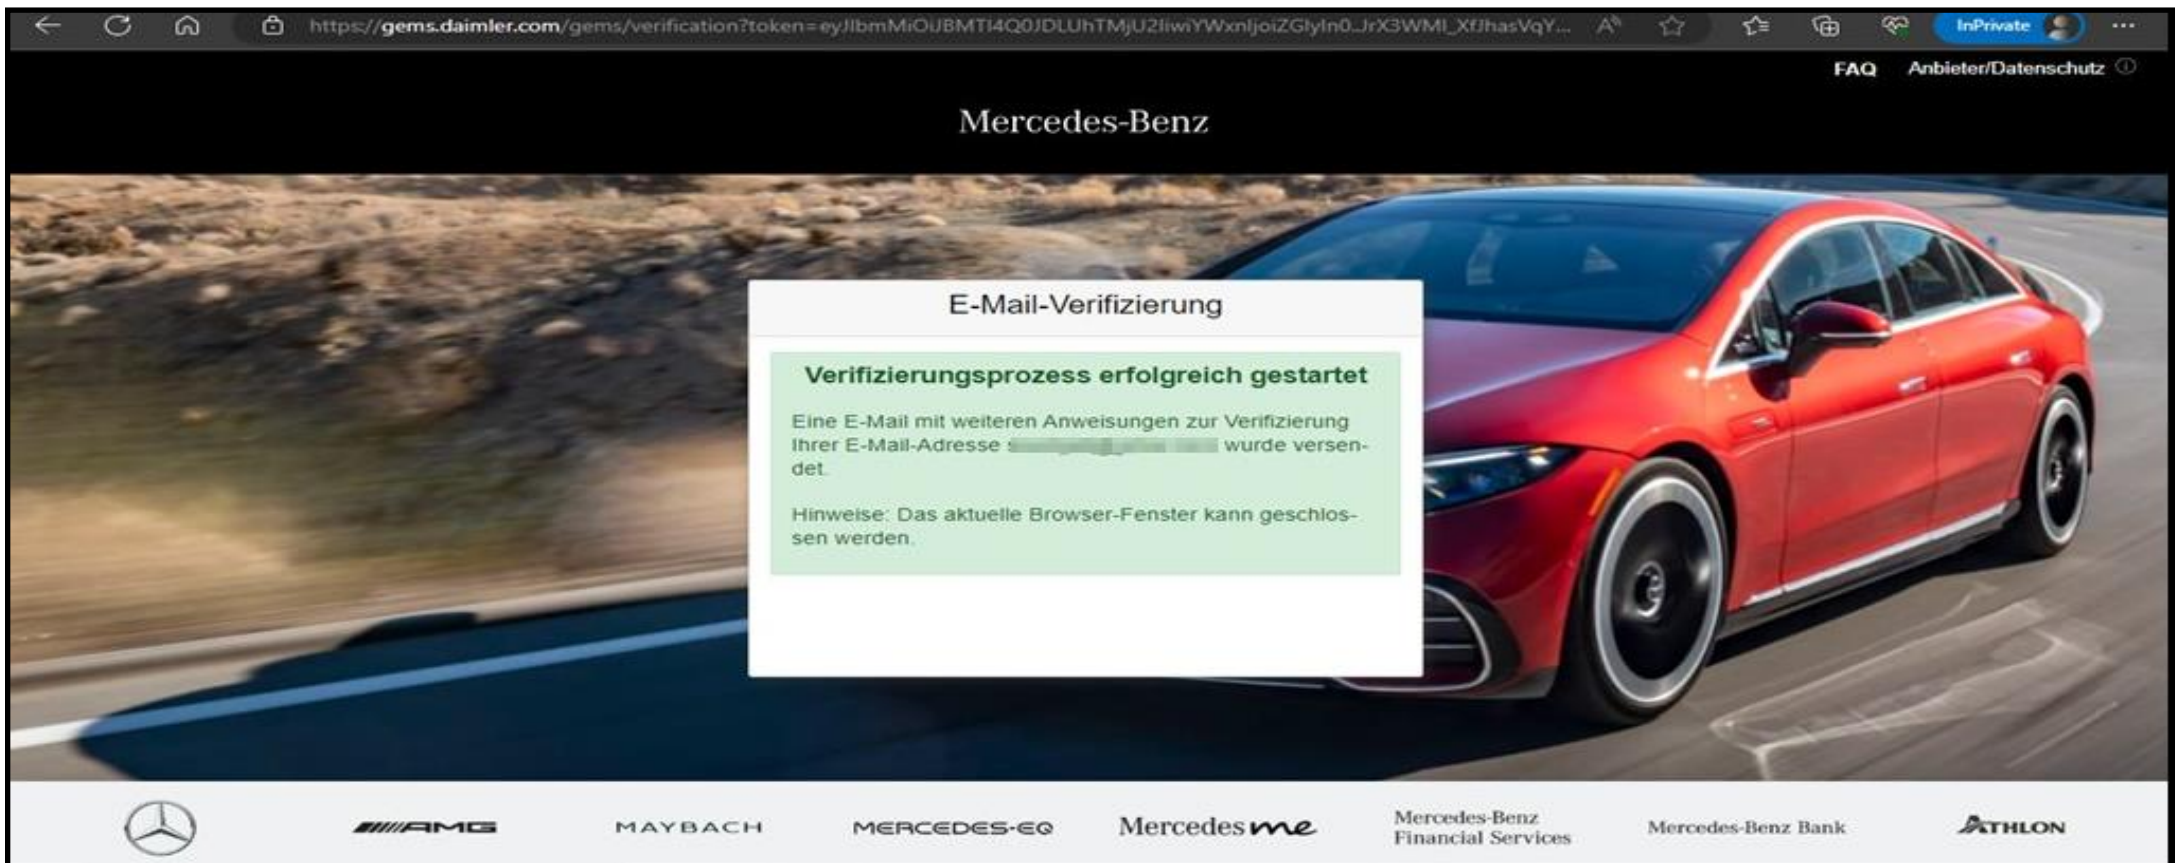 https://gems.daimler.com/gems/verification?token=
InPrivate
FAQ Anbieter/Datenschutz
Mercedes-Benz
E-Mail-Verifizierung
Verifizierungsprozess erfolgreich gestartet
Eine E-Mail mit weiteren Anweisungen zur Verifizierung
Ihrer E-Mail-Adresse wurde versen-
det.
Hinweise: Das aktuelle Browser-Fenster kann geschlos-
sen werden.
AMG
MAYBACH
MERCEDES-EQ
Mercedes me
Mercedes-Benz
Financial Services
Mercedes-Benz Bank
ATHLON